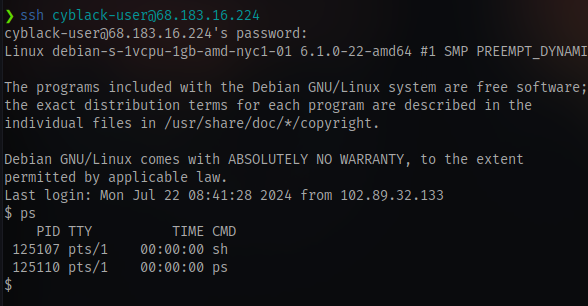 ❯ ssh cyblack-user@68.183.16.224
cyblack-user@68.183.16.224's password:
Linux debian-s-1vcpu-1gb-amd-nyc1-01 6.1.0-22-amd64 #1 SMP PREEMPT_DYNAMI
The programs included with the Debian GNU/Linux system are free software;
the exact distribution terms for each program are described in the
individual files in /usr/share/doc/*/copyright.
Debian GNU/Linux comes with ABSOLUTELY NO WARRANTY, to the extent
permitted by applicable law.
Last login: Mon Jul 22 08:41:28 2024 from 102.89.32.133
$ ps
PID TTY TIME CMD
125107 pts/1 00:00:00 sh
125110 pts/1 00:00:00 ps
$